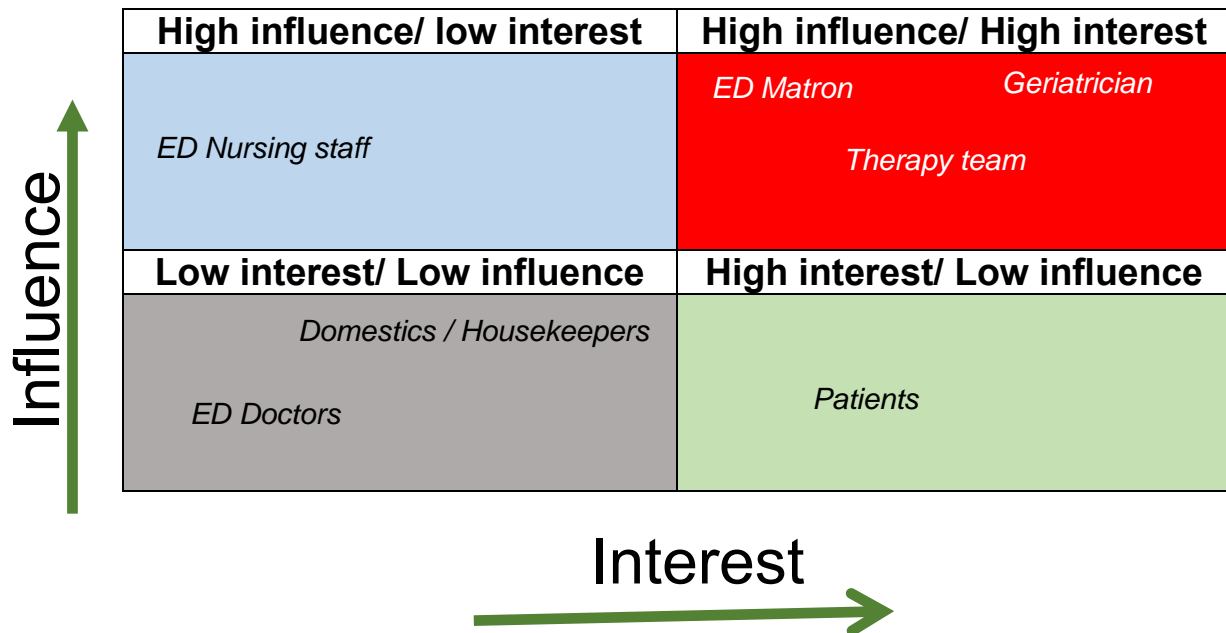 High influence/ low interest
High influence/ High interest
ED Matron
Geriatrician
ED Nursing staff
Therapy team
Influence
Low interest/ Low influence
High interest/ Low influence
Domestics / Housekeepers
ED Doctors
Patients
Interest